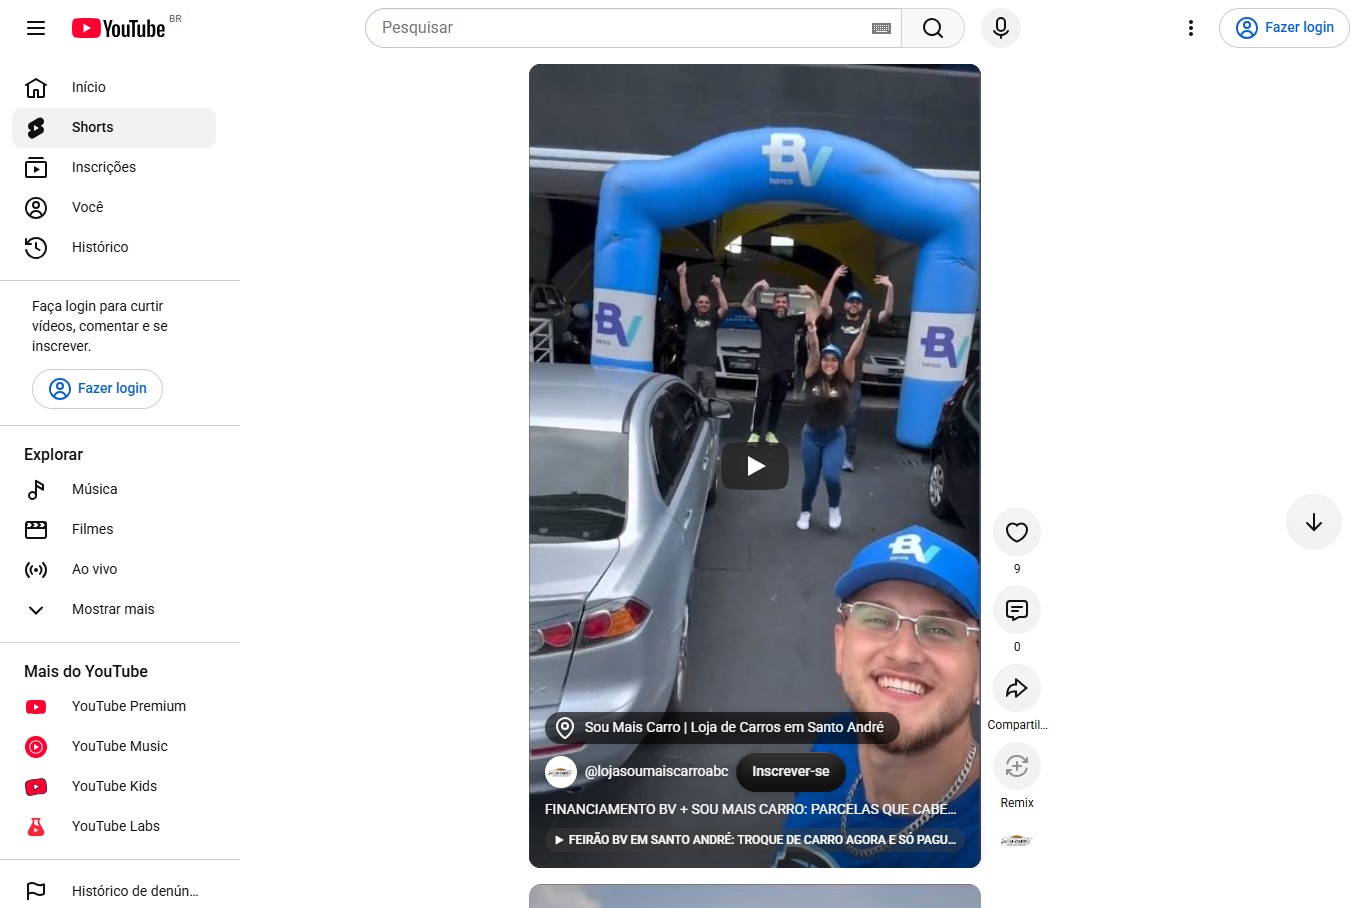 YouTube BR
Pesquisar
Fazer login
Início
Shorts
Inscrições
Você
Histórico
Faça login para curtir
vídeos, comentar e se
inscrever.
Fazer login
Explorar
Música
Filmes
Ao vivo
Mostrar mais
Mais do YouTube
YouTube Premium
YouTube Music
YouTube Kids
YouTube Labs
Histórico de denún...
BV
banco
BV
banco
BV
banco
BV
Sou Mais Carro | Loja de Carros em Santo André
@lojasoumaiscarroabc
Inscrever-se
FINANCIAMENTO BV + SOU MAIS CARRO: PARCELAS QUE CABE...
FEIRÃO BV EM SANTO ANDRÉ: TROQUE DE CARRO AGORA E SÓ PAGU...
9
0
Compartil...
Remix